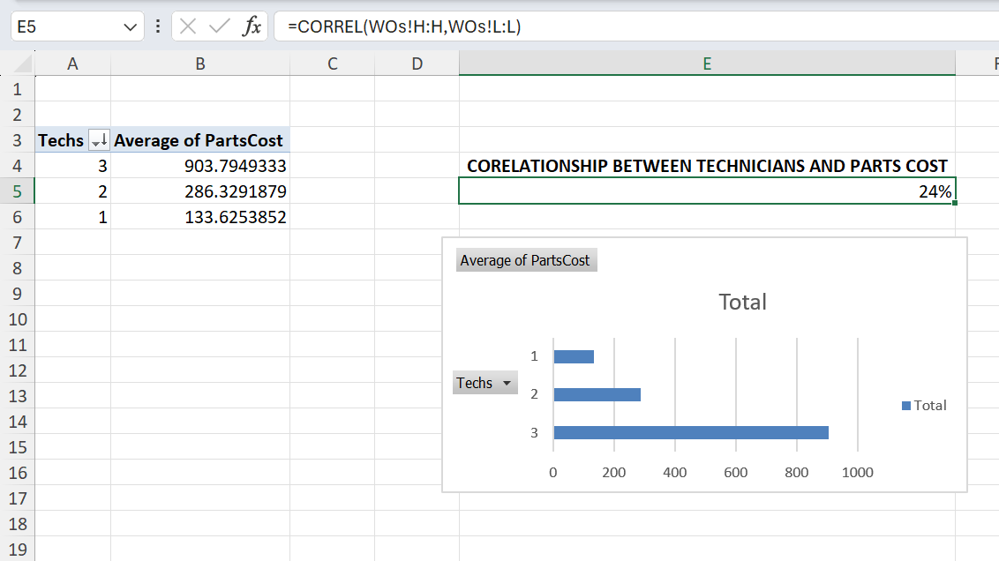 E5 fx =CORREL(WOs!H:H,WOs!L:L)
A B C D E F
1
2
3 Techs Average of PartsCost
4 3 903.7949333 CORELATIONSHIP BETWEEN TECHNICIANS AND PARTS COST
5 2 286.3291879 24%
6 1 133.6253852
7
8
9
10
11
12
13
14
15
16
17
18
19
Average of PartsCost
Total
1
Techs
2
Total
3
0 200 400 600 800 1000